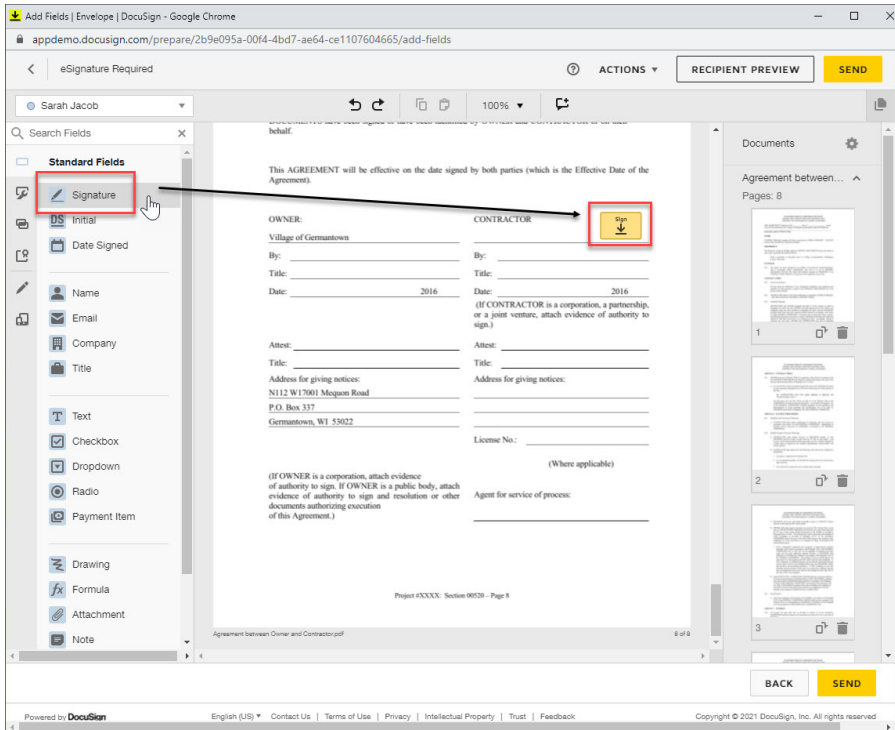 Add Fields | Envelope | DocuSign - Google Chrome
appdemo.docusign.com/prepare/2b9e095a-00f4-4bd7-ae64-ce1107604665/add-fields
eSignature Required
ACTIONS
RECIPIENT PREVIEW
SEND
Sarah Jacob
100%
Search Fields
Standard Fields
Signature
DS Initial
Date Signed
Name
Email
Company
Title
T Text
Checkbox
Dropdown
Radio
Payment Item
Drawing
fx Formula
Attachment
Note
behalf.
This AGREEMENT will be effective on the date signed by both parties (which is the Effective Date of the
Agreement).
OWNER:
Village of Germantown
By:
Title:
Date: 2016
Attest:
Title:
Address for giving notices:
N112 W17001 Mequon Road
P.O. Box 337
Germantown, WI 53022
(If OWNER is a corporation, attach evidence
of authority to sign. If OWNER is a public body, attach
evidence of authority to sign and resolution or other
documents authorizing execution
of this Agreement.)
CONTRACTOR
Sign
By:
Title:
Date: 2016
(If CONTRACTOR is a corporation, a partnership,
or a joint venture, attach evidence of authority to
sign.)
Attest:
Title:
Address for giving notices:
License No.:
(Where applicable)
Agent for service of process:
Project #XXXX: Section 00520 – Page 8
Agreement between Owner and Contractor.pdf
8 of 8
Documents
Agreement between...
Pages: 8
1
2
3
BACK
SEND
Powered by DocuSign
English (US)
Contact Us | Terms of Use | Privacy | Intellectual Property | Trust | Feedback
Copyright © 2021 DocuSign, Inc. All rights reserved